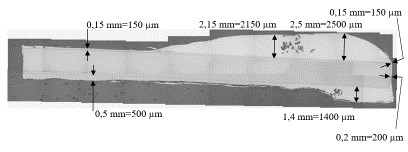 0,15 mm=150 µm
0,15 mm=150 µm
2,15 mm=2150 µm
2,5 mm=2500 µm
0,5 mm=500 µm
1,4 mm=1400 µm
0,2 mm=200 µm